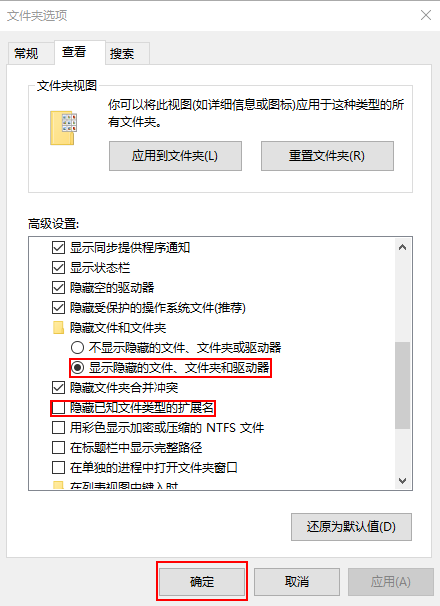 文件夹选项
常规
查看
搜索
文件夹视图
你可以将此视图(如详细信息或图标)应用于这种类型的所
有文件夹。
应用到文件夹(L)
重置文件夹(R)
高级设置:
显示同步提供程序通知
显示状态栏
隐藏空的驱动器
隐藏受保护的操作系统文件(推荐)
隐藏文件和文件夹
不显示隐藏的文件、文件夹或驱动器
显示隐藏的文件、文件夹和驱动器
隐藏文件夹合并冲突
隐藏已知文件类型的扩展名
用彩色显示加密或压缩的 NTFS 文件
在标题栏中显示完整路径
在单独的进程中打开文件夹窗口
在列表视图中键入时
还原为默认值(D)
确定
取消
应用(A)